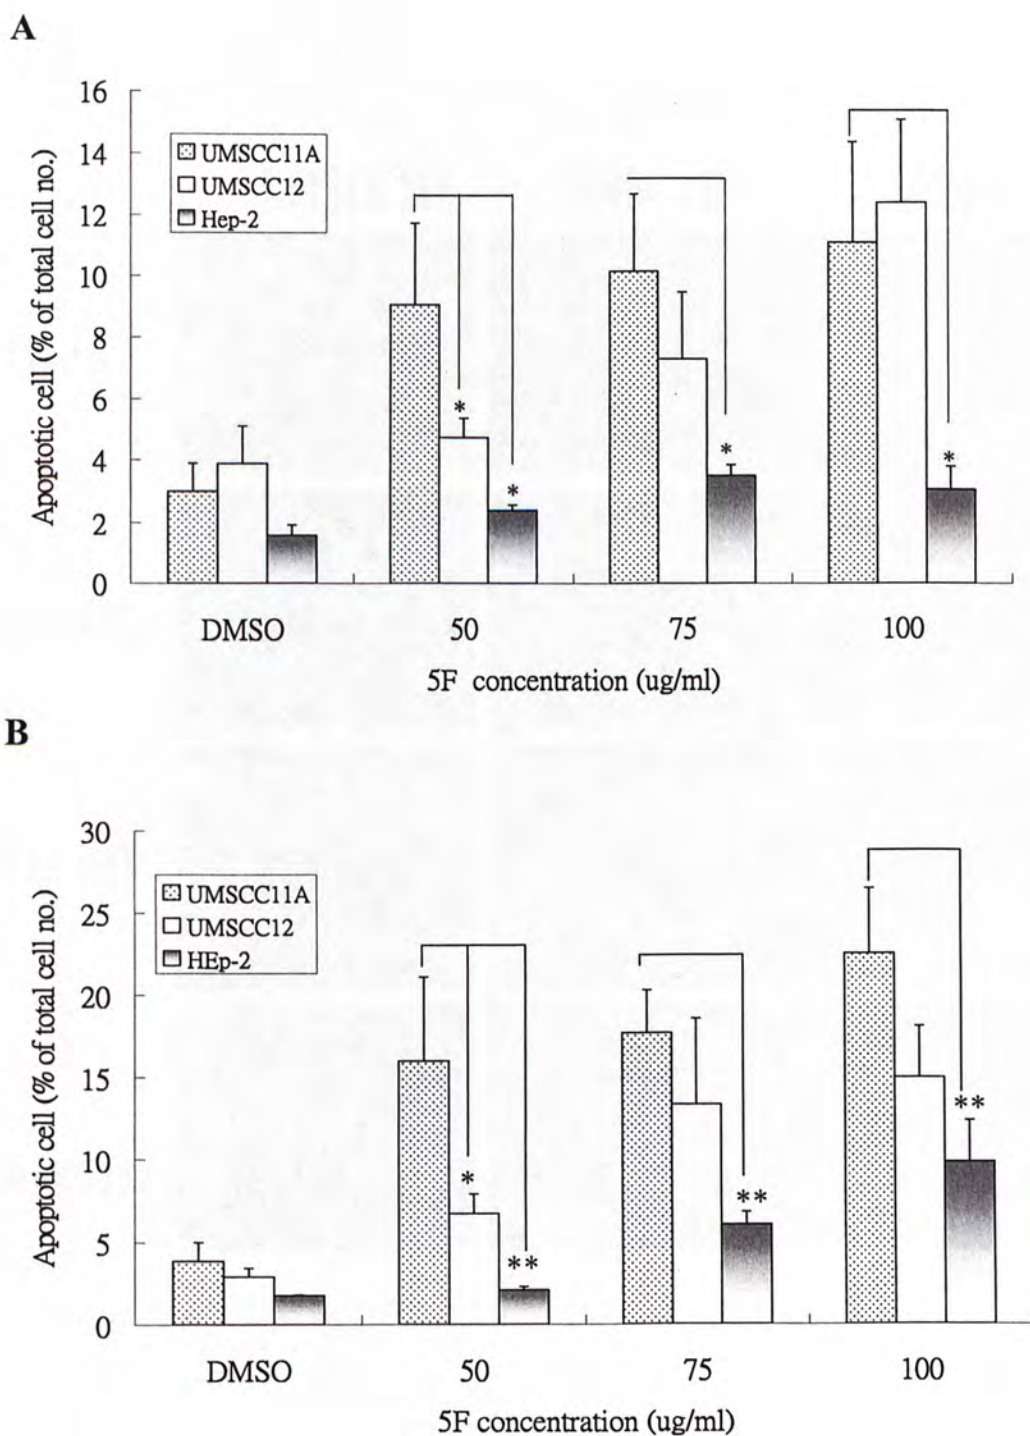 A
16
14
12
10
8
6
4
2
0
Apoptotic cell (% of total cell no.)
UMSCC11A
UMSCC12
Hep-2
*
*
*
*
DMSO 50 75 100
5F concentration (ug/ml)
B
30
25
20
15
10
5
0
Apoptotic cell (% of total cell no.)
UMSCC11A
UMSCC12
HEp-2
*
**
**
**
DMSO 50 75 100
5F concentration (ug/ml)